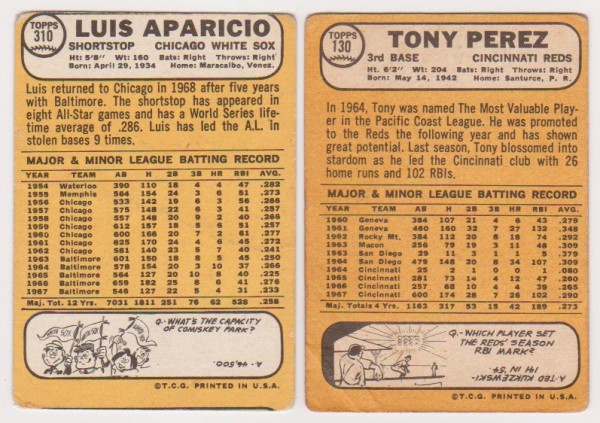 TOPPS
310
LUIS APARICIO
SHORTSTOP CHICAGO WHITE SOX
Ht: 5'8" Wt: 160 Bats: Right Throws: Right
Born: April 29, 1934 Home: Maracaibo, Venez.
Luis returned to Chicago in 1968 after five years
with Baltimore. The shortstop has appeared in
eight All-Star games and has a World Series life-
time average of .286. Luis has led the A.L. in
stolen bases 9 times.
MAJOR & MINOR LEAGUE BATTING RECORD
YEAR TEAM AB H 2B 3B HR RBI AVG.
1954 Waterloo 390 110 18 4 4 47 .282
1955 Memphis 564 154 24 3 6 51 .273
1956 Chicago 533 142 19 6 3 56 .266
1957 Chicago 575 148 22 6 3 41 .257
1958 Chicago 557 148 20 9 2 40 .266
1959 Chicago 612 157 18 5 6 51 .257
1960 Chicago 600 166 20 7 2 61 .277
1961 Chicago 625 170 24 4 6 45 .272
1962 Chicago 581 140 23 5 7 40 .241
1963 Baltimore 601 150 18 8 5 45 .250
1964 Baltimore 578 154 20 3 10 37 .266
1965 Baltimore 564 127 20 10 8 40 .225
1966 Baltimore 659 182 25 8 6 41 .276
1967 Baltimore 546 127 22 5 4 31 .233
Maj. Tot. 12 Yrs. 7031 1811 251 76 62 528 .258
Q.- WHAT'S THE CAPACITY
OF COMISKEY PARK?
A.- 46,500.
©T.C.G. PRINTED IN U.S.A.
TOPPS
130
TONY PEREZ
3rd BASE CINCINNATI REDS
Ht: 6'2" Wt: 204 Bats: Right Throws: Right
Born: May 14, 1942 Home: Santurce, P. R.
In 1964, Tony was named The Most Valuable Play-
er in the Pacific Coast League. He was promoted
to the Reds the following year and has shown
great potential. Last season, Tony blossomed into
stardom as he led the Cincinnati club with 26
home runs and 102 RBIs.
MAJOR & MINOR LEAGUE BATTING RECORD
YEAR TEAM AB H 2B 3B HR RBI AVG.
1960 Geneva 384 107 21 4 6 43 .279
1961 Geneva 460 160 32 7 27 132 .348
1962 Rocky Mt. 384 112 20 8 18 74 .292
1963 Macon 256 79 19 3 11 48 .309
1963 San Diego 29 11 3 1 1 5 .379
1964 San Diego 479 148 20 8 34 107 .309
1964 Cincinnati 25 2 1 0 0 1 .080
1965 Cincinnati 281 73 14 4 12 47 .260
1966 Cincinnati 257 68 10 4 4 39 .265
1967 Cincinnati 600 174 28 7 26 102 .290
Major Totals 4 Yrs. 1163 317 53 15 42 189 .273
Q.- WHICH PLAYER SET
THE REDS' SEASON
RBI MARK?
A.- TED KLUSZEWSKI-
141 IN '54
©T.C.G. PRINTED IN U.S.A.